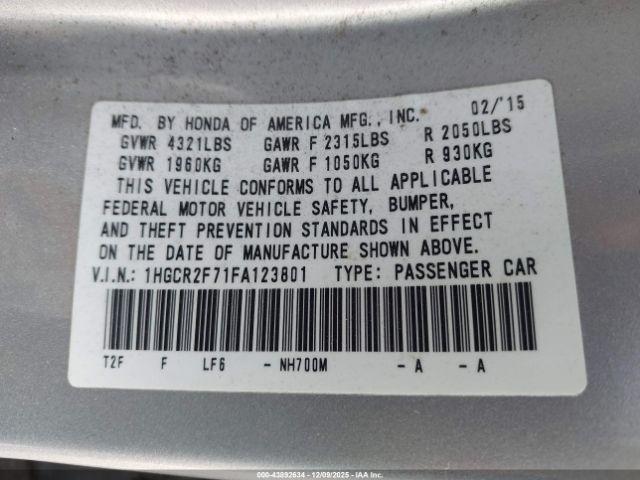 MFD. BY HONDA OF AMERICA MFG., INC. 02/'15
GVWR 4321LBS GAWR F 2315LBS R 2050LBS
GVWR 1960KG GAWR F 1050KG R 930KG
THIS VEHICLE CONFORMS TO ALL APPLICABLE
FEDERAL MOTOR VEHICLE SAFETY, BUMPER,
AND THEFT PREVENTION STANDARDS IN EFFECT
ON THE DATE OF MANUFACTURE SHOWN ABOVE.
V.I.N.: 1HGCR2F71FA123801 TYPE: PASSENGER CAR
T2F F LF6 - NH700M - A - A
000-43892634 - 12/09/2025 - IAAI.COM